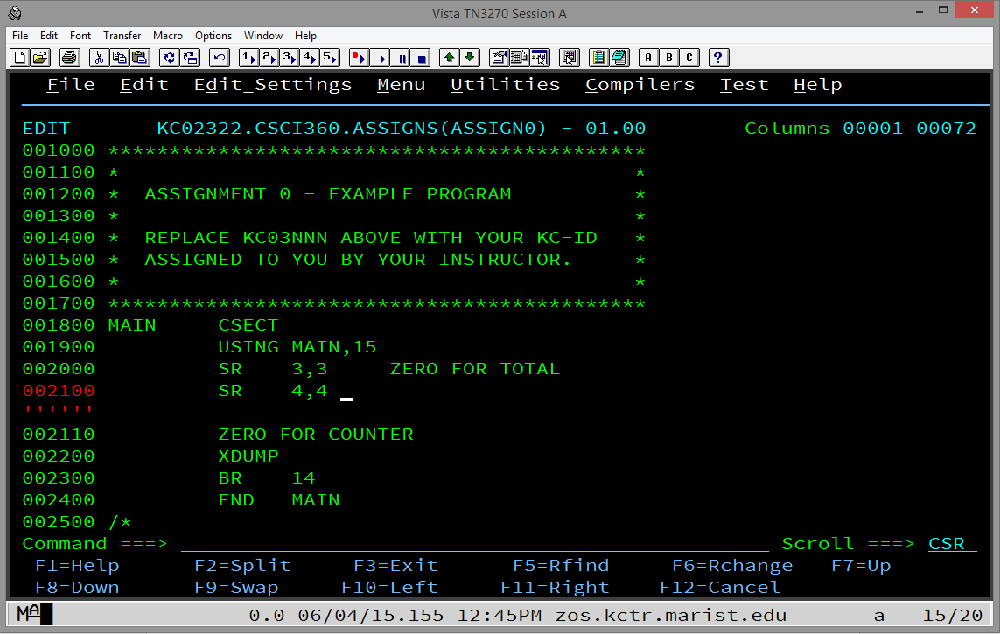 Vista TN3270 Session A
File Edit Font Transfer Macro Options Window Help
1 2 3 4 5 A B C ?
File Edit Edit_Settings Menu Utilities Compilers Test Help
EDIT KC02322.CSCI360.ASSIGNS(ASSIGN0) - 01.00 Columns 00001 00072
001000 ********************************************
001100 * *
001200 * ASSIGNMENT 0 - EXAMPLE PROGRAM *
001300 * *
001400 * REPLACE KC03NNN ABOVE WITH YOUR KC-ID *
001500 * ASSIGNED TO YOU BY YOUR INSTRUCTOR. *
001600 * *
001700 ********************************************
001800 MAIN CSECT
001900 USING MAIN,15
002000 SR 3,3 ZERO FOR TOTAL
002100 SR 4,4 _
''''''
002110 ZERO FOR COUNTER
002200 XDUMP
002300 BR 14
002400 END MAIN
002500 /*
Command ===> Scroll ===> CSR
F1=Help F2=Split F3=Exit F5=Rfind F6=Rchange F7=Up
F8=Down F9=Swap F10=Left F11=Right F12=Cancel
MA 0.0 06/04/15.155 12:45PM zos.kctr.marist.edu a 15/20